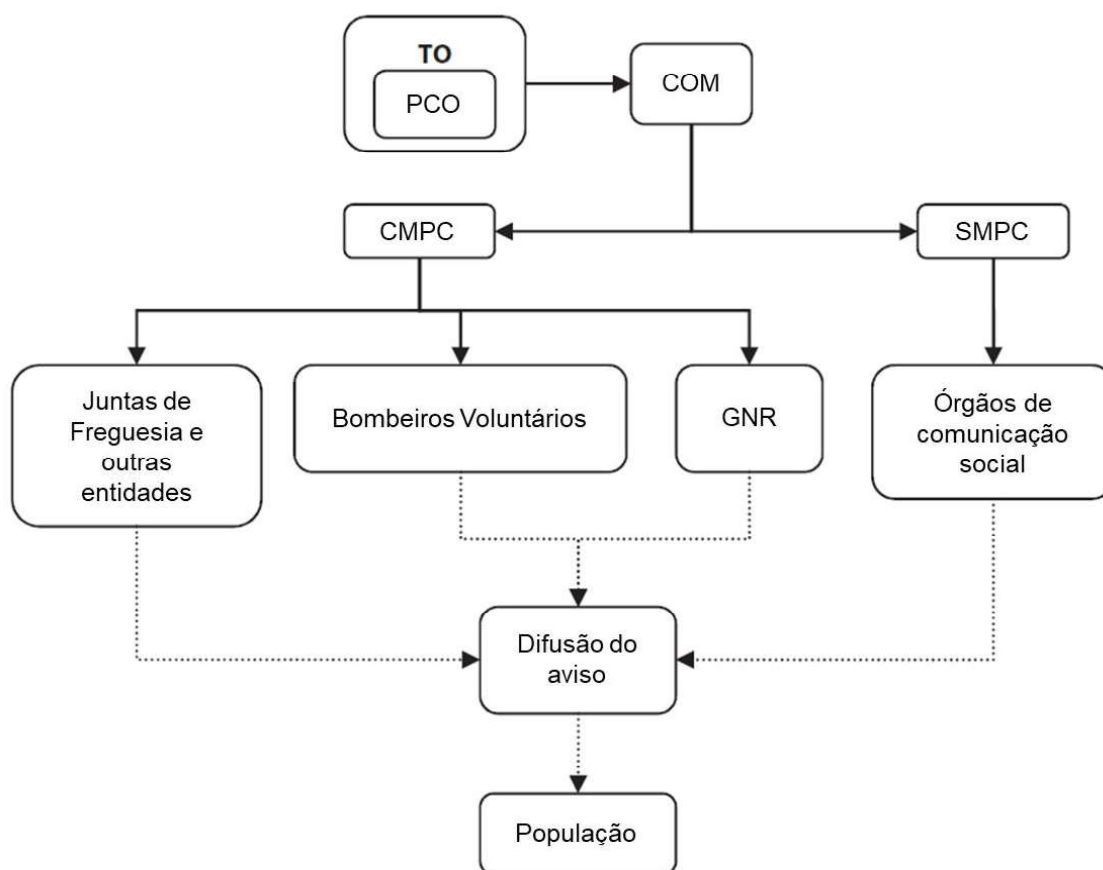 TO
PCO
COM
CMPC
SMPC
Juntas de
Freguesia e
outras
entidades
Bombeiros Voluntários
GNR
Órgãos de
comunicação
social
Difusão do
aviso
População